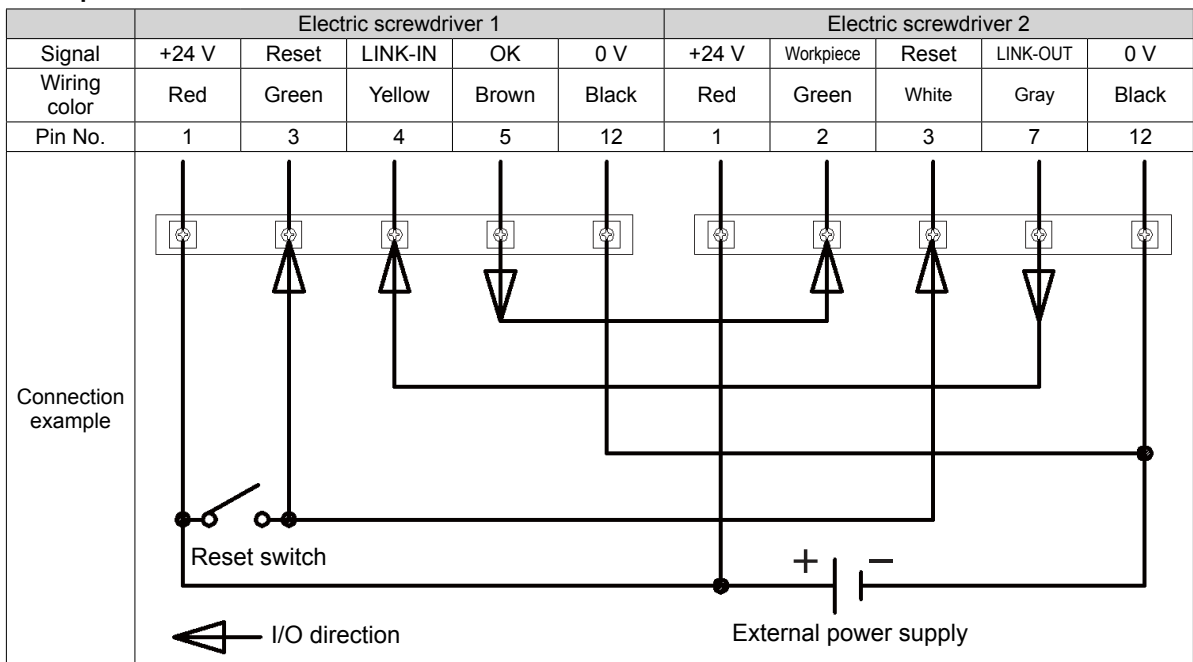 Electric screwdriver 1 Electric screwdriver 2
Signal +24 V Reset LINK-IN OK 0 V +24 V Workpiece Reset LINK-OUT 0 V
Wiring
color Red Green Yellow Brown Black Red Green White Gray Black
Pin No. 1 3 4 5 12 1 2 3 7 12
Connection
example
Reset switch
+ −
I/O direction
External power supply